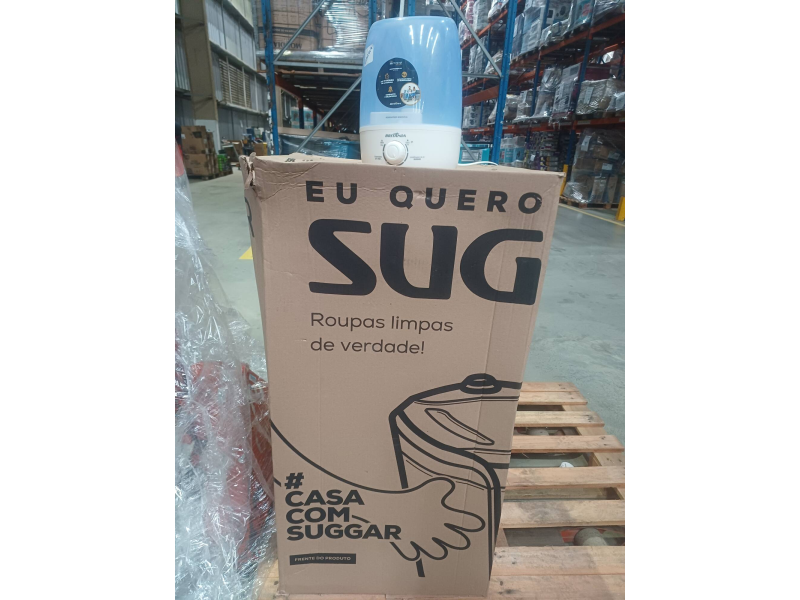 EU QUERO
SUG
Roupas limpas
de verdade!
#
CASA
COM
SUGGAR
FRENTE DO PRODUTO